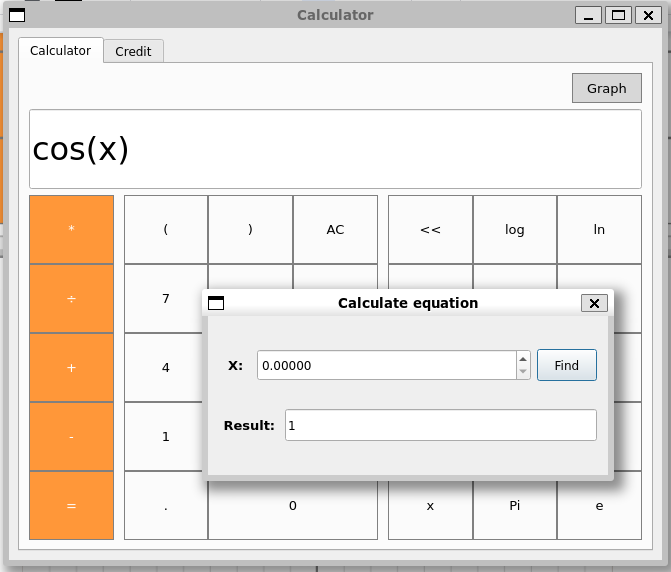 Calculator
Calculator Credit
Graph
cos(x)
* ( ) AC << log ln
÷ 7
Calculate equation
X: 0.00000 Find
+ 4
Result: 1
- 1
= . 0 x Pi e